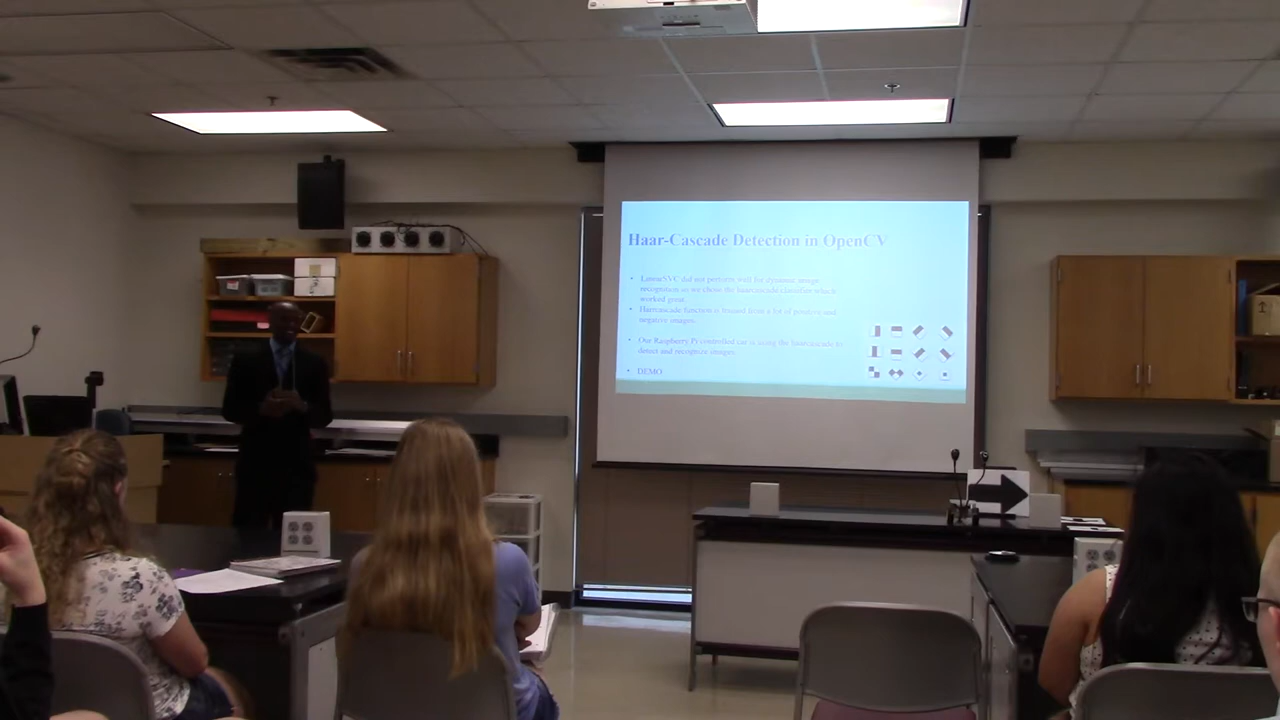 Haar-Cascade Detection in OpenCV
• LinearSVC did not perform well for dynamic image
recognition so we chose the haarcascade classifier which
worked great.
• Haarcascade function is trained from a lot of positive and
negative images.
• Our Raspberry Pi controlled car is using the haarcascade to
detect and recognize images.
• DEMO